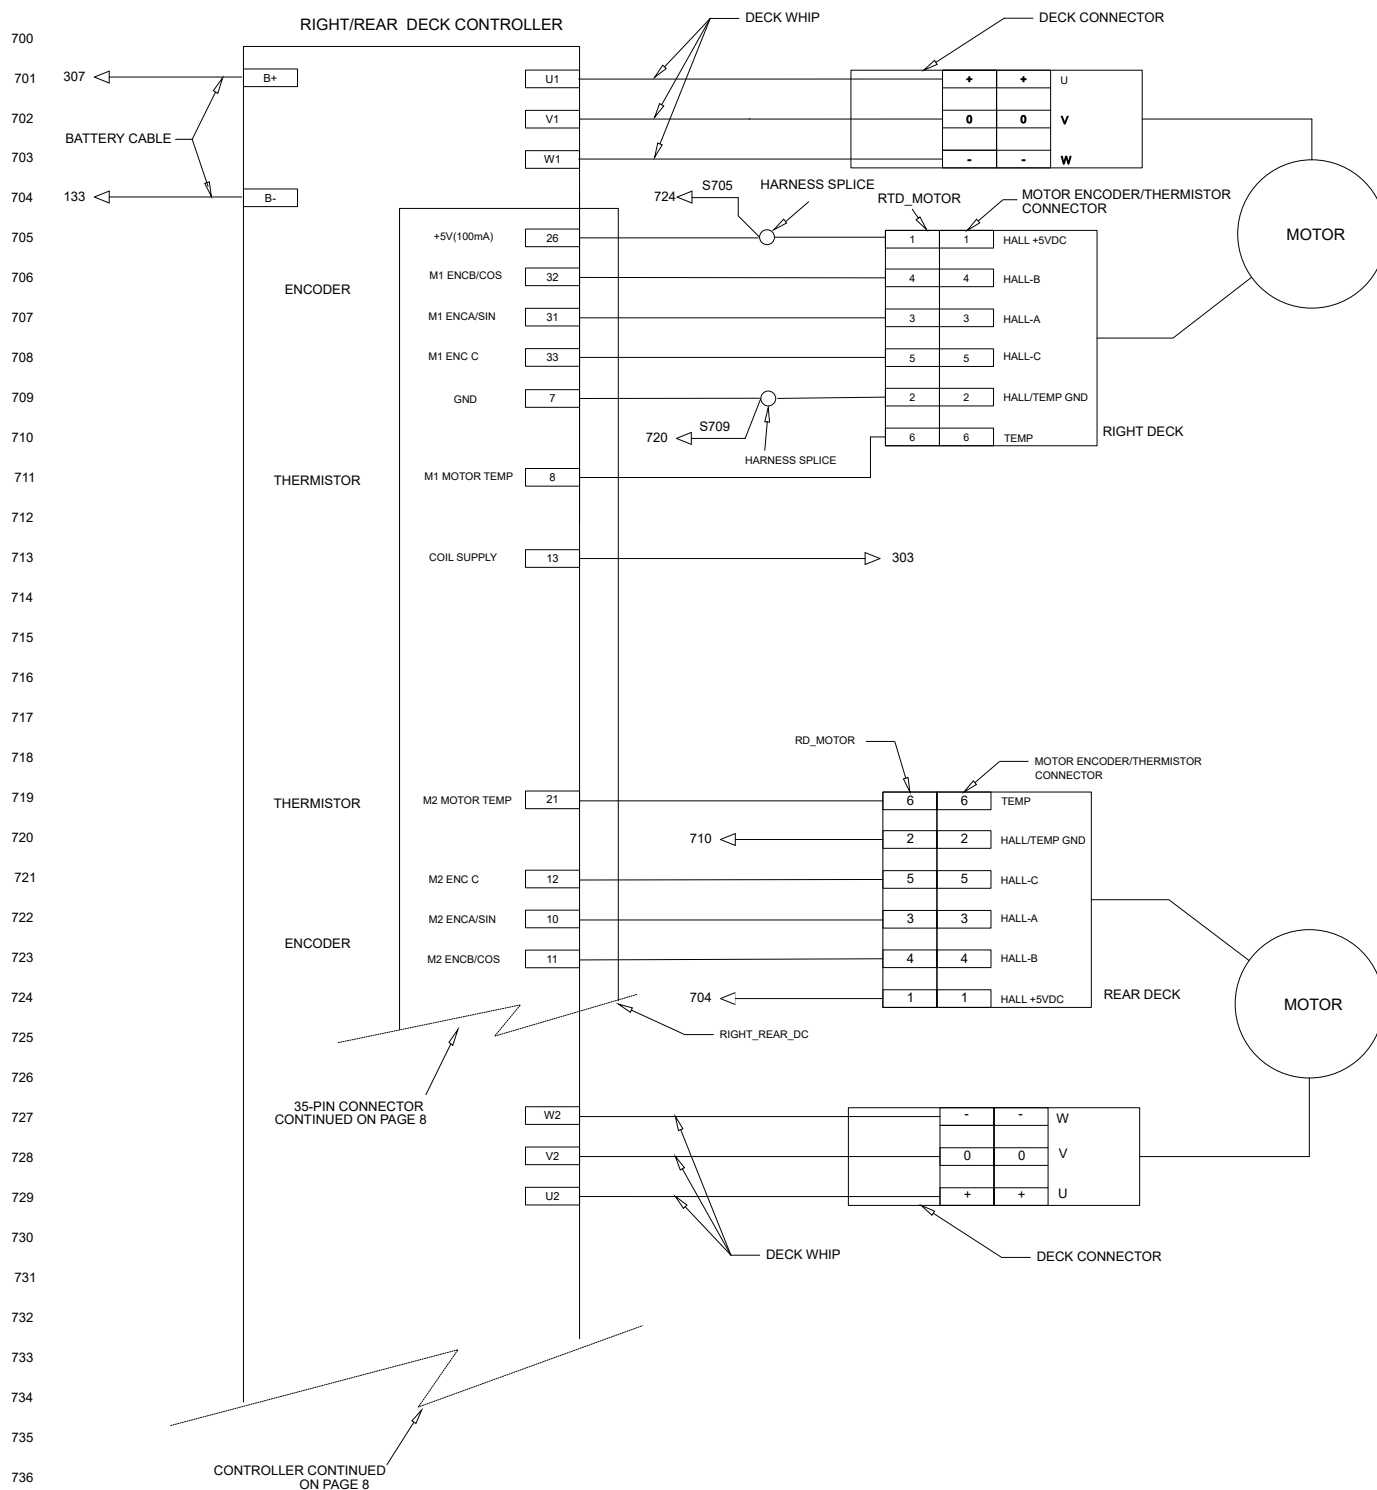 RIGHT/REAR DECK CONTROLLER
DECK WHIP
DECK CONNECTOR
700
701 307 B+ U1 + + U
702 V1 0 0 V
BATTERY CABLE
703 W1 - - W
704 133 B- 724 S705 HARNESS SPLICE RTD_MOTOR MOTOR ENCODER/THERMISTOR
CONNECTOR
705 +5V(100mA) 26 1 1 HALL +5VDC MOTOR
706 M1 ENCB/COS 32 4 4 HALL-B
ENCODER
707 M1 ENCA/SIN 31 3 3 HALL-A
708 M1 ENC C 33 5 5 HALL-C
709 GND 7 2 2 HALL/TEMP GND
710 720 S709 6 6 TEMP RIGHT DECK
HARNESS SPLICE
711 THERMISTOR M1 MOTOR TEMP 8
712
713 COIL SUPPLY 13 303
714
715
716
717
718 RD_MOTOR MOTOR ENCODER/THERMISTOR
CONNECTOR
719 THERMISTOR M2 MOTOR TEMP 21 6 6 TEMP
720 710 2 2 HALL/TEMP GND
721 M2 ENC C 12 5 5 HALL-C
722 M2 ENCA/SIN 10 3 3 HALL-A
ENCODER
723 M2 ENCB/COS 11 4 4 HALL-B
724 704 1 1 HALL +5VDC REAR DECK MOTOR
725 RIGHT_REAR_DC
726
35-PIN CONNECTOR
CONTINUED ON PAGE 8
727 W2 - - W
728 V2 0 0 V
729 U2 + + U
730
DECK WHIP
DECK CONNECTOR
731
732
733
734
735
736
CONTROLLER CONTINUED
ON PAGE 8